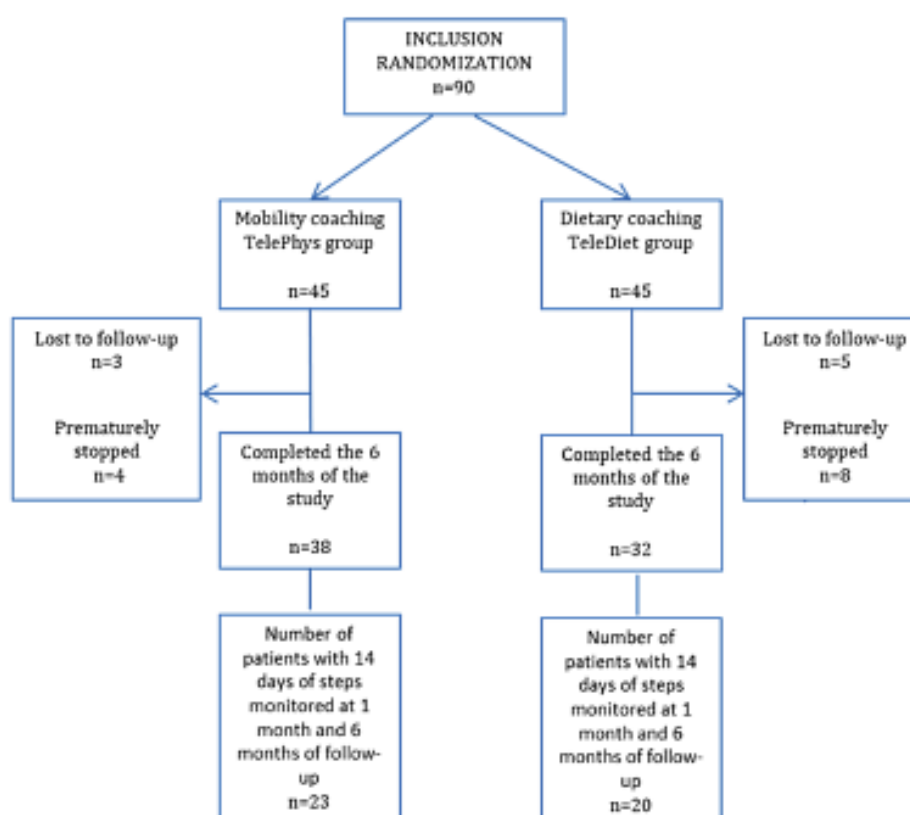 INCLUSION
RANDOMIZATION
n=90
Mobility coaching
TelePhys group
n=45
Dietary coaching
TeleDiet group
n=45
Lost to follow-up
n=3
Prematurely
stopped
n=4
Lost to follow-up
n=5
Prematurely
stopped
n=8
Completed the 6
months of the
study
n=38
Completed the 6
months of the
study
n=32
Number of
patients with 14
days of steps
monitored at 1
month and 6
months of follow-
up
n=23
Number of
patients with 14
days of steps
monitored at 1
month and 6
months of follow-
up
n=20